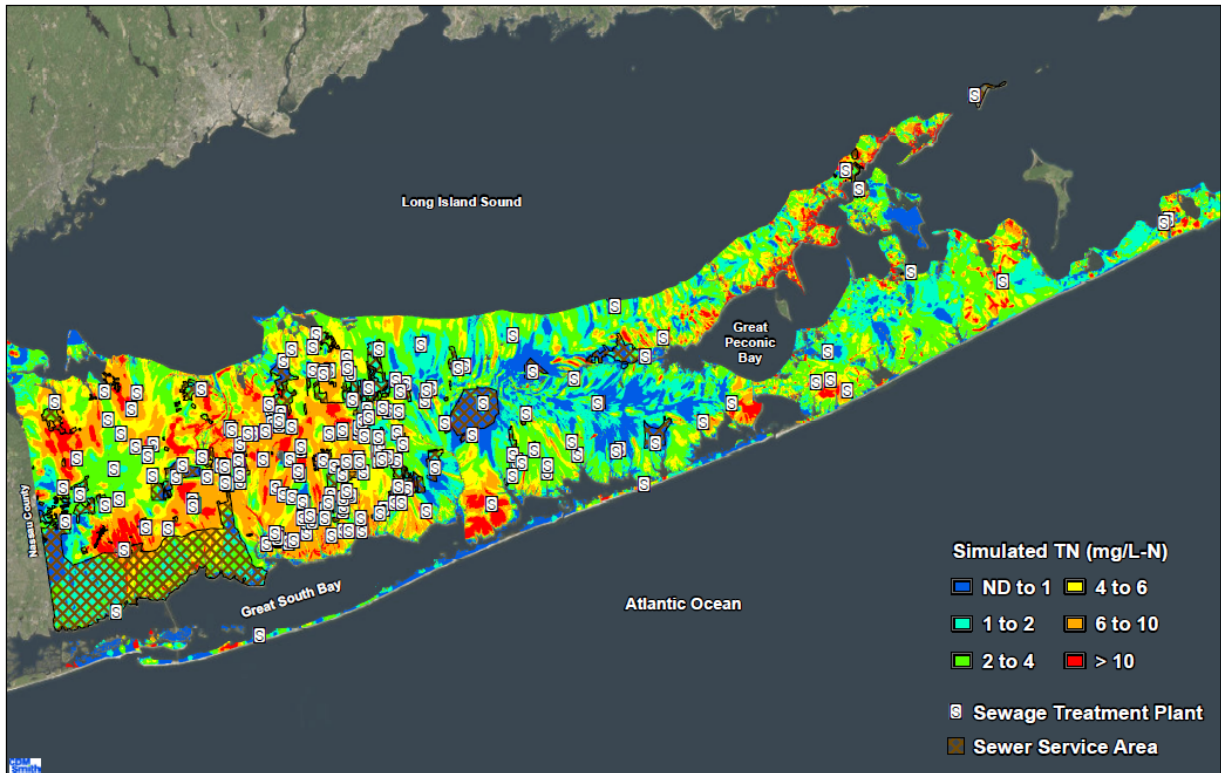 Long Island Sound
Great
Peconic
Bay
Nassau County
Great South Bay
Atlantic Ocean
Simulated TN (mg/L-N)
ND to 1
4 to 6
1 to 2
6 to 10
2 to 4
> 10
S Sewage Treatment Plant
Sewer Service Area
CDM
Smith